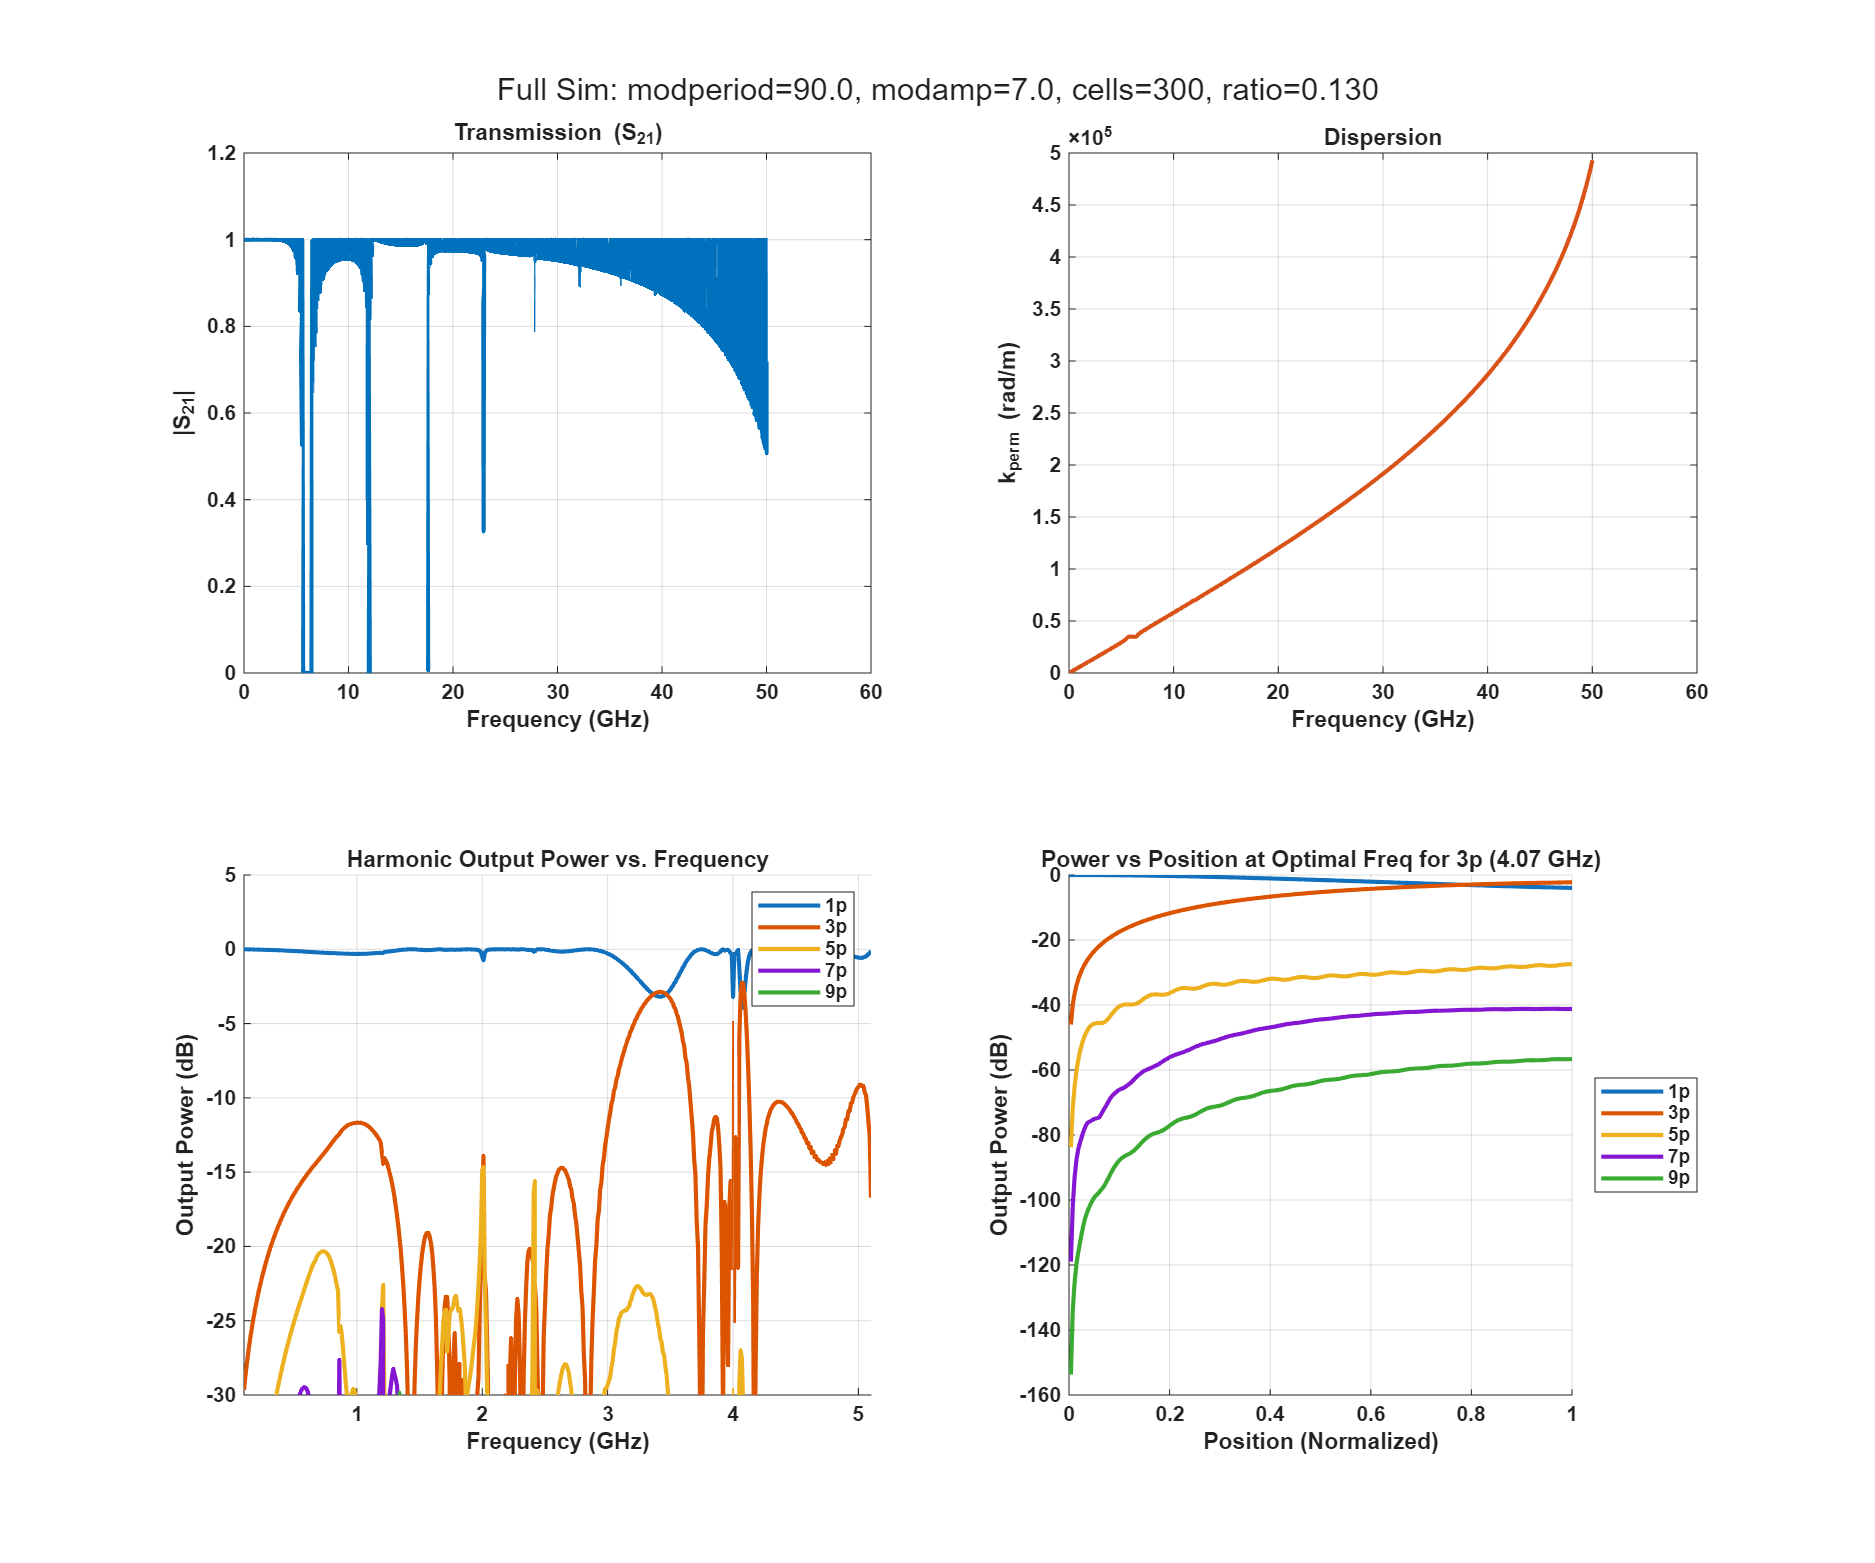 Full Sim: modperiod=90.0, modamp=7.0, cells=300, ratio=0.130
Transmission (S21)
1.2
1
0.8
0.6
0.4
0.2
0
|S21|
0 10 20 30 40 50 60
Frequency (GHz)
×10^5
Dispersion
5
4.5
4
3.5
3
2.5
2
1.5
1
0.5
0
kperm (rad/m)
0 10 20 30 40 50 60
Frequency (GHz)
Harmonic Output Power vs. Frequency
5
0
-5
-10
-15
-20
-25
-30
Output Power (dB)
1p
3p
5p
7p
9p
1 2 3 4 5
Frequency (GHz)
Power vs Position at Optimal Freq for 3p (4.07 GHz)
0
-20
-40
-60
-80
-100
-120
-140
-160
Output Power (dB)
1p
3p
5p
7p
9p
0 0.2 0.4 0.6 0.8 1
Position (Normalized)